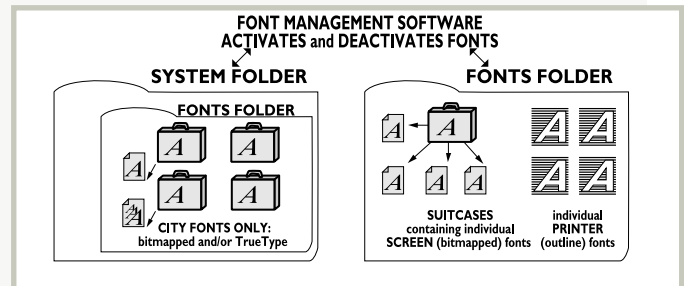 FONT MANAGEMENT SOFTWARE
ACTIVATES and DEACTIVATES FONTS
SYSTEM FOLDER
FONTS FOLDER
A
A
A
A
A
A
CITY FONTS ONLY:
bitmapped and/or TrueType
FONTS FOLDER
A
A
A
A
A
A
A
A
A
SUITCASES
containing individual
SCREEN (bitmapped) fonts
individual
PRINTER
(outline) fonts